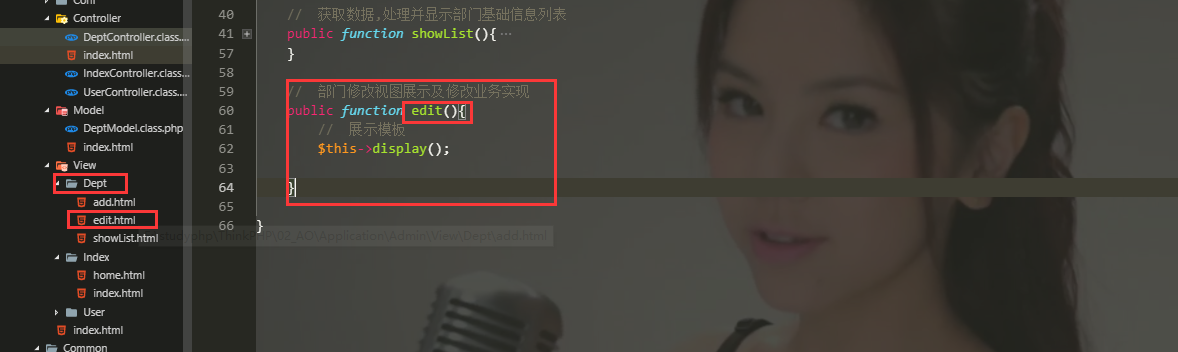 Conf
Controller
DeptController.class....
index.html
IndexController.class...
UserController.class....
Model
DeptModel.class.php
index.html
View
Dept
add.html
edit.html
showList.html
Index
home.html
index.html
User
index.html
Common
40 // 获取数据,处理并显示部门基础信息列表
41 public function showList(){…
57 }
58
59 // 部门修改视图展示及修改业务实现
60 public function edit(){
61 // 展示模板
62 $this->display();
63
64 }
65
66 }
studyphp\ThinkPHP\02_AO\Application\Admin\View\Dept\add.html